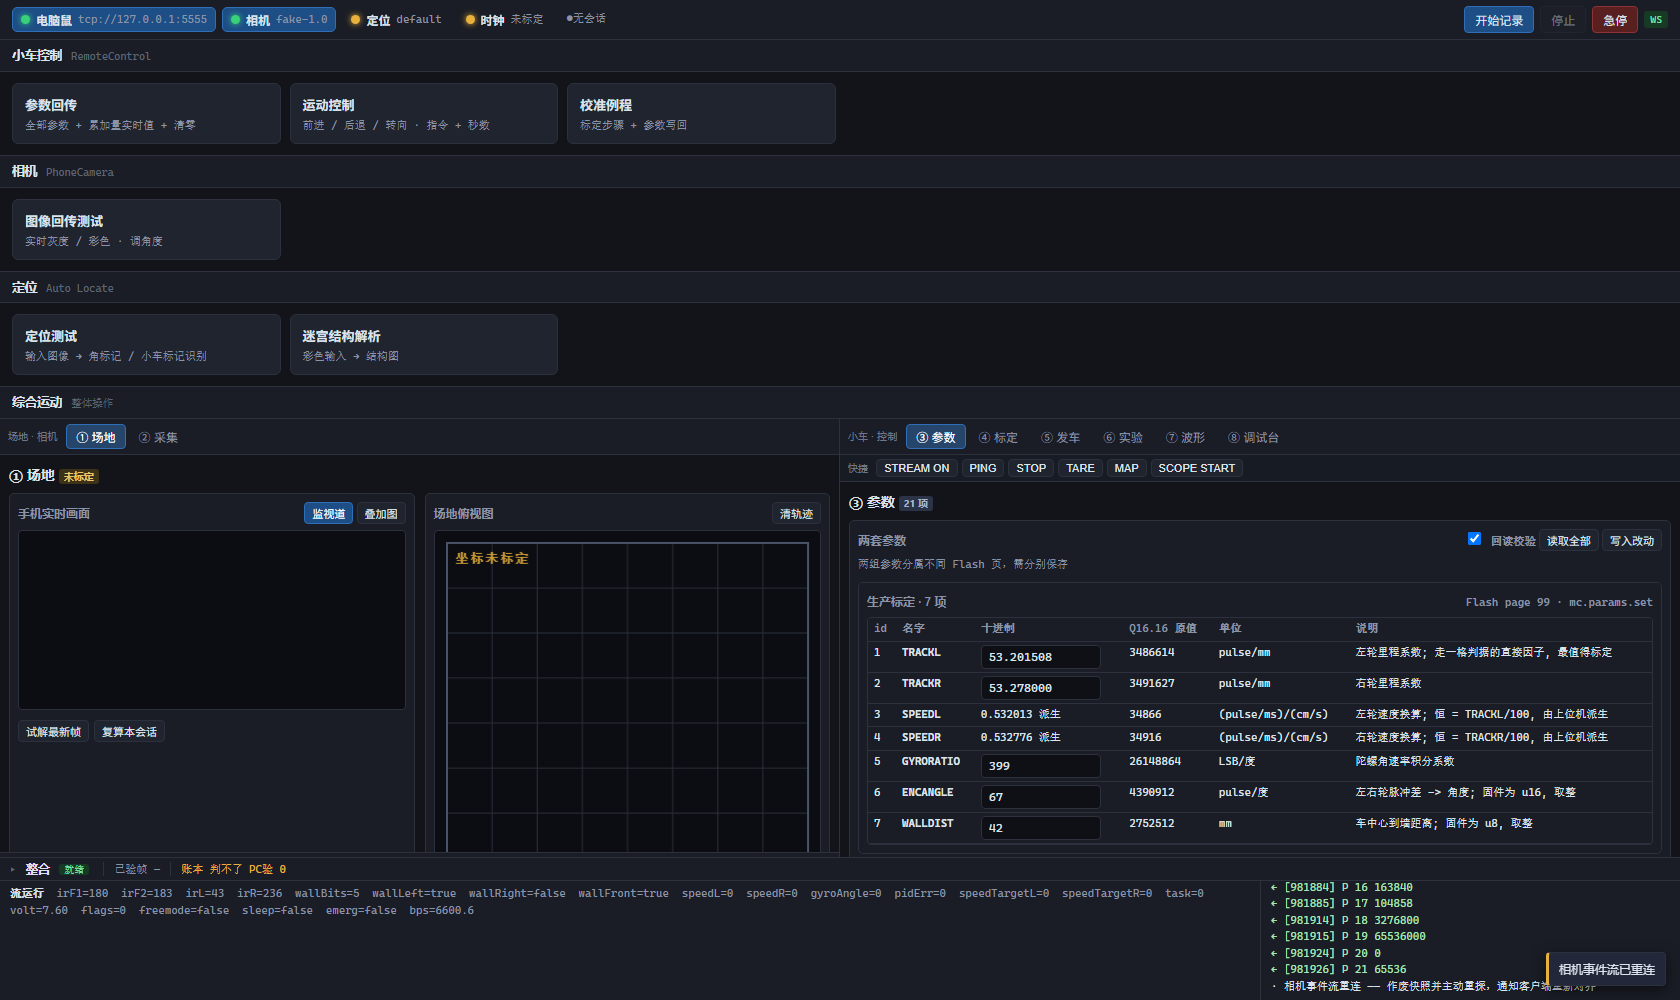 电脑鼠 tcp://127.0.0.1:5555 相机 fake-1.0 定位 default 时钟 未标定 ●无会话 开始记录 停止 急停 WS
小车控制 RemoteControl
参数回传 运动控制 校准例程
全部参数 + 累加量实时值 + 清零 前进 / 后退 / 转向 · 指令 + 秒数 标定步骤 + 参数写回
相机 PhoneCamera
图像回传测试
实时灰度 / 彩色 · 调角度
定位 Auto Locate
定位测试 迷宫结构解析
输入图像 → 角标记 / 小车标记识别 彩色输入 → 结构图
综合运动 整体操作
场地·相机 ① 场地 ② 采集 小车·控制 ③ 参数 ④ 标定 ⑤ 发车 ⑥ 实验 ⑦ 波形 ⑧ 调试台
快捷 STREAM ON PING STOP TARE MAP SCOPE START
① 场地 未标定
手机实时画面 监视道 叠加图
场地俯视图 清轨迹
坐标未标定
试解最新帧 复算本会话
③ 参数 21 项
两套参数 回读校验 读取全部 写入改动
两组参数分属不同 Flash 页，需分别保存
生产标定 · 7 项 Flash page 99 · mc.params.set
id 名字 十进制 Q16.16 原值 单位 说明
1 TRACKL 53.201508 3486614 pulse/mm 左轮里程系数; 走一格判据的直接因子, 最值得标定
2 TRACKR 53.278000 3491627 pulse/mm 右轮里程系数
3 SPEEDL 0.532013 派生 34866 (pulse/ms)/(cm/s) 左轮速度换算; 恒 = TRACKL/100, 由上位机派生
4 SPEEDR 0.532776 派生 34916 (pulse/ms)/(cm/s) 右轮速度换算; 恒 = TRACKR/100, 由上位机派生
5 GYRORATIO 399 26148864 LSB/度 陀螺角速率积分系数
6 ENCANGLE 67 4390912 pulse/度 左右轮脉冲差 -> 角度; 固件为 u16, 取整
7 WALLDIST 42 2752512 mm 车中心到墙距离; 固件为 u8, 取整
▸ 整合 就绪 已验帧 — 账本 判不了 PC验 0
流运行 irF1=180 irF2=183 irL=43 irR=236 wallBits=5 wallLeft=true wallRight=false wallFront=true speedL=0 speedR=0 gyroAngle=0 pidErr=0 speedTargetL=0 speedTargetR=0 task=0
volt=7.60 flags=0 freemode=false sleep=false emerg=false bps=6600.6
← [981884] P 16 163840
← [981885] P 17 104858
← [981914] P 18 3276800
← [981915] P 19 65536000
← [981924] P 20 0
← [981926] P 21 65536
· 相机事件流重连 —— 作废快照并主动重探，通知客户端重新对齐
相机事件流已重连